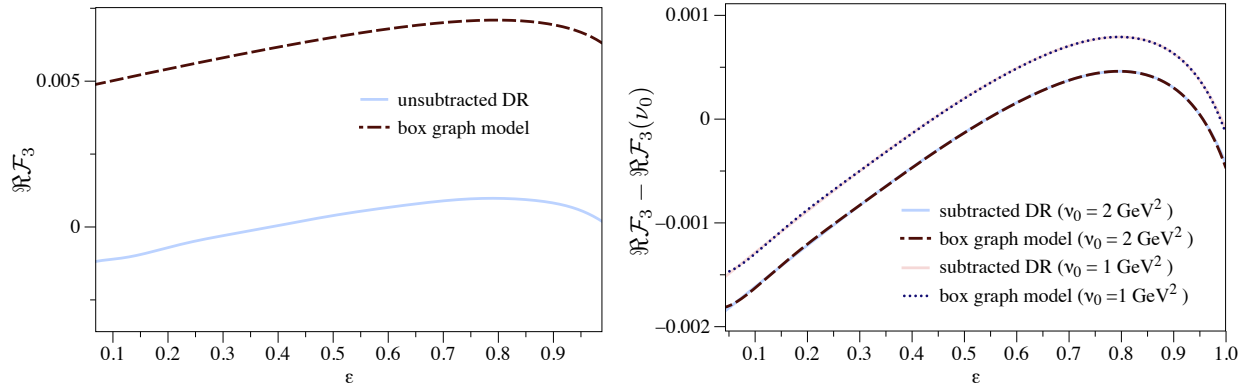 0.005
0
ℜℱ₃
unsubtracted DR
box graph model
0.1 0.2 0.3 0.4 0.5 0.6 0.7 0.8 0.9
ε
0.001
0
−0.001
−0.002
ℜℱ₃ − ℜℱ₃(ν₀)
subtracted DR (ν₀ = 2 GeV² )
box graph model (ν₀ = 2 GeV² )
subtracted DR (ν₀ = 1 GeV² )
box graph model (ν₀ =1 GeV² )
0.1 0.2 0.3 0.4 0.5 0.6 0.7 0.8 0.9 1.0
ε